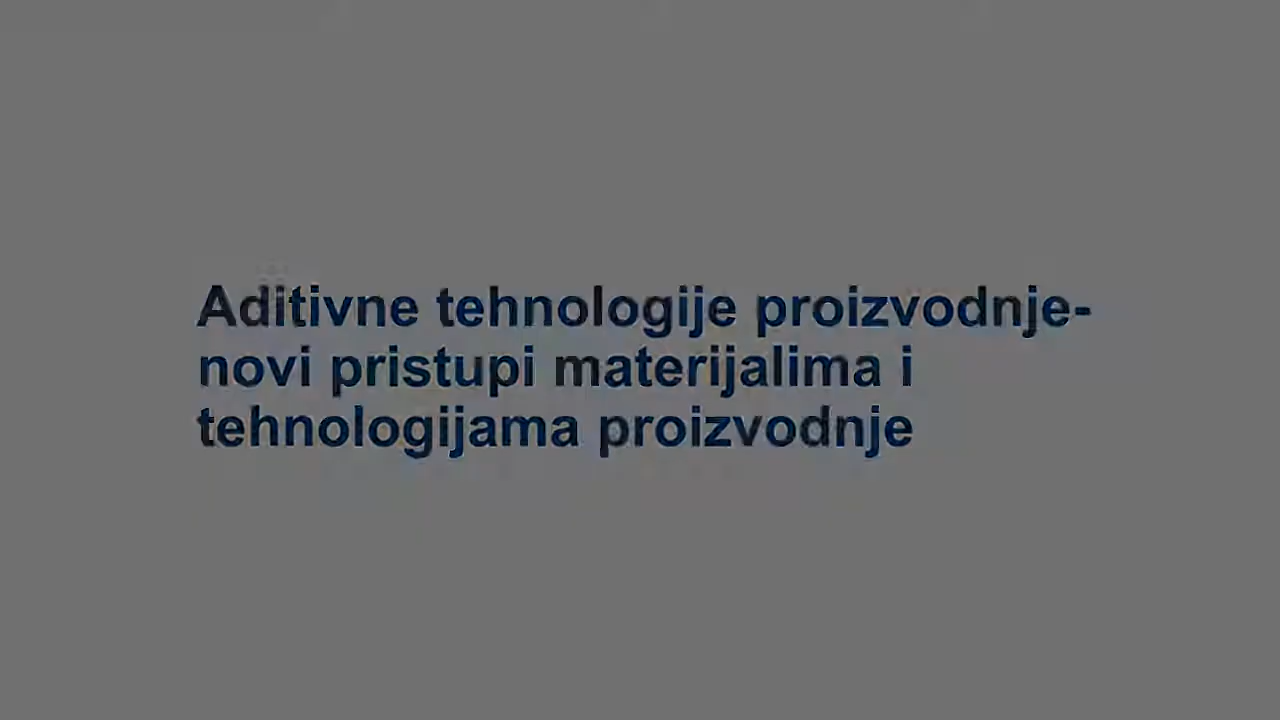 Aditivne tehnologije proizvodnje-
novi pristupi materijalima i
tehnologijama proizvodnje